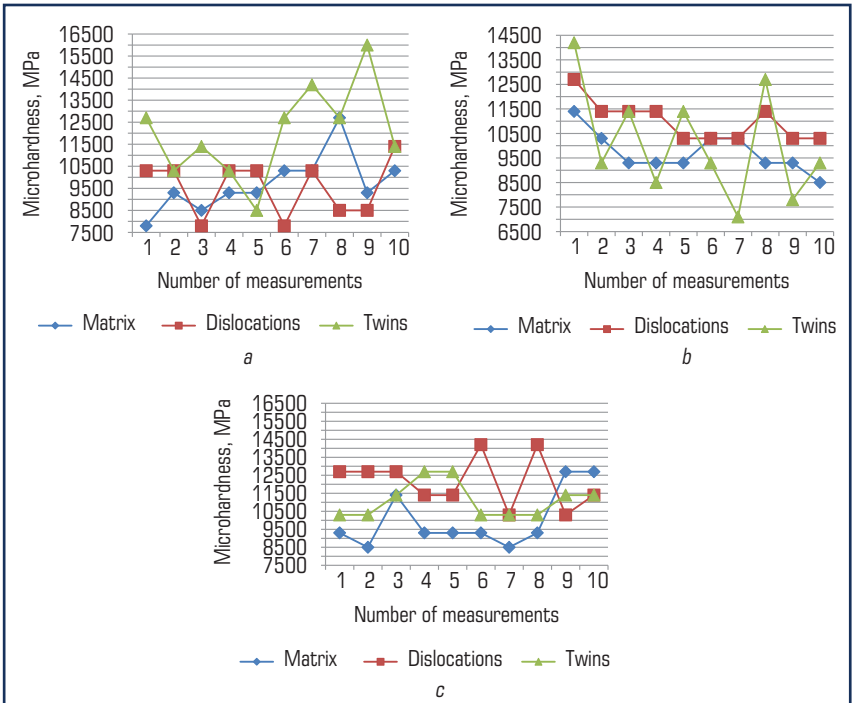 Microhardness, MPa
16500
15500
14500
13500
12500
11500
10500
9500
8500
7500
1 2 3 4 5 6 7 8 9 10
Number of measurements
Matrix Dislocations Twins
a
Microhardness, MPa
14500
13500
12500
11500
10500
9500
8500
7500
6500
1 2 3 4 5 6 7 8 9 10
Number of measurements
Matrix Dislocations Twins
b
Microhardness, MPa
16500
15500
14500
13500
12500
11500
10500
9500
8500
7500
1 2 3 4 5 6 7 8 9 10
Number of measurements
Matrix Dislocations Twins
c